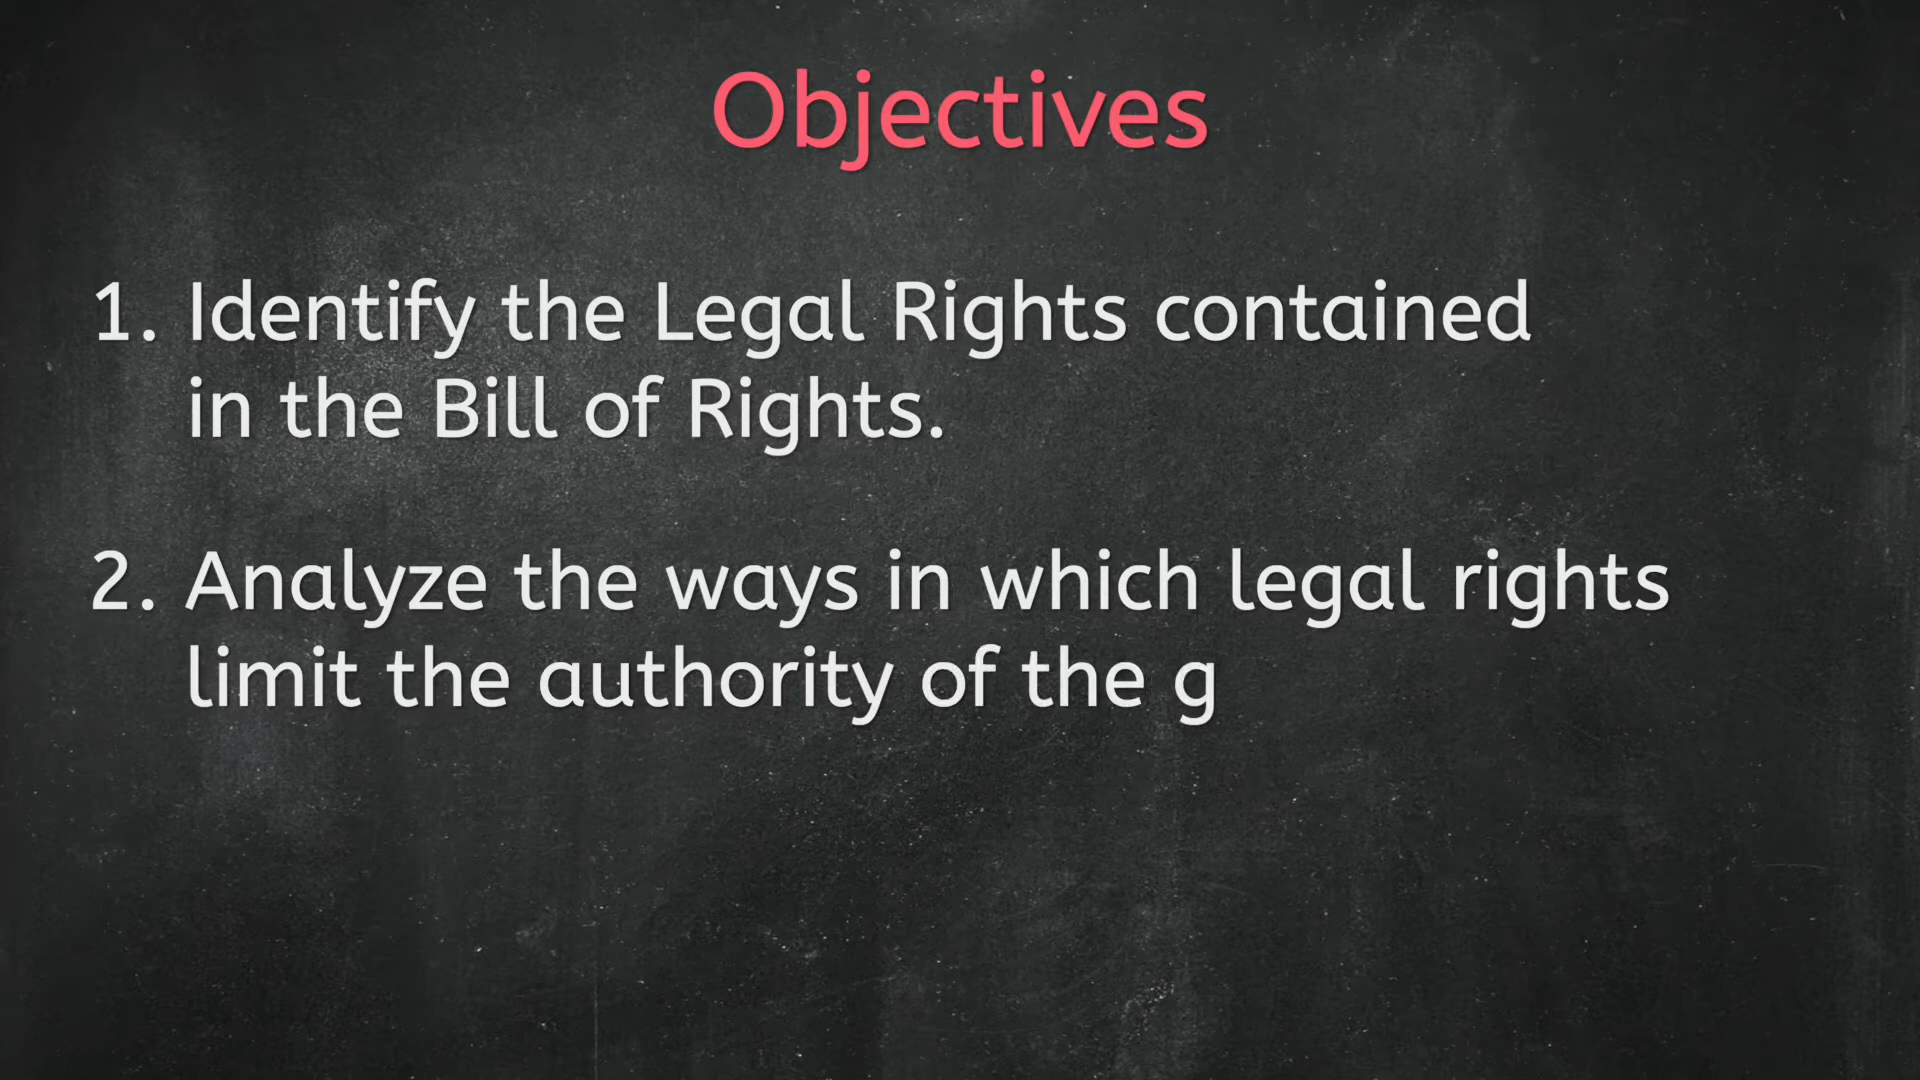 Objectives
1. Identify the Legal Rights contained
in the Bill of Rights.
2. Analyze the ways in which legal rights
limit the authority of the g